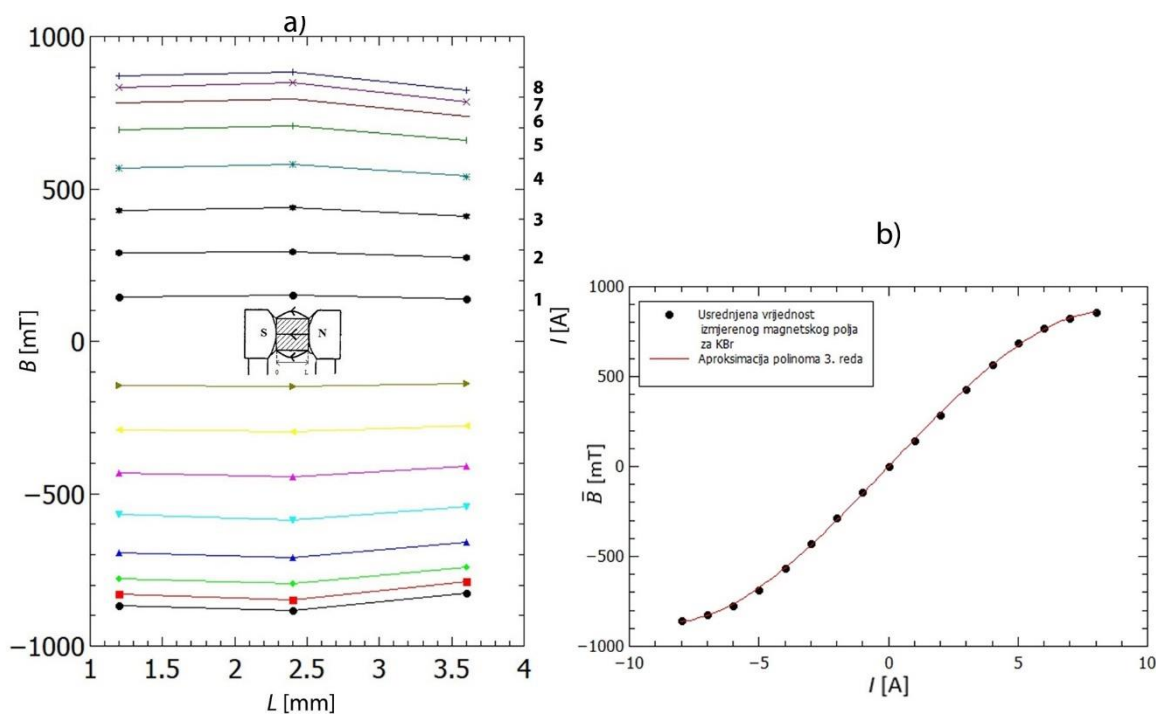 a)
1000
500
0
−500
−1000
B [mT]
1
1.5
2
2.5
3
3.5
4
L [mm]
8
7
6
5
4
3
2
1
I [A]
S
N
0
L
b)
1000
500
0
−500
−1000
B̄ [mT]
−10
−5
0
5
10
I [A]
Usrednjena vrijednost
izmjerenog magnetskog polja
za KBr
Aproksimacija polinoma 3. reda